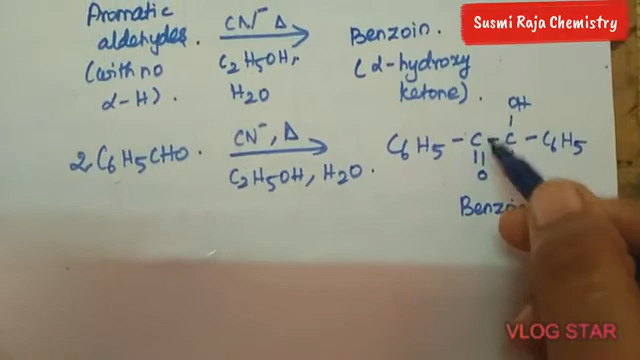 Susmi Raja Chemistry
Aromatic aldehydes (with no α-H).
CN⁻ Δ
C2H5OH, H2O
Benzoin.
(α-hydroxy ketone).
2C6H5CHO.
CN⁻, Δ
C2H5OH, H2O.
OH
C6H5-C-C-C6H5
O
VLOG STAR